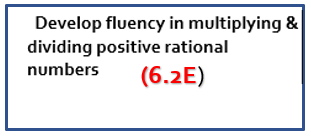 Develop fluency in multiplying &
dividing positive rational
numbers (6.2E)